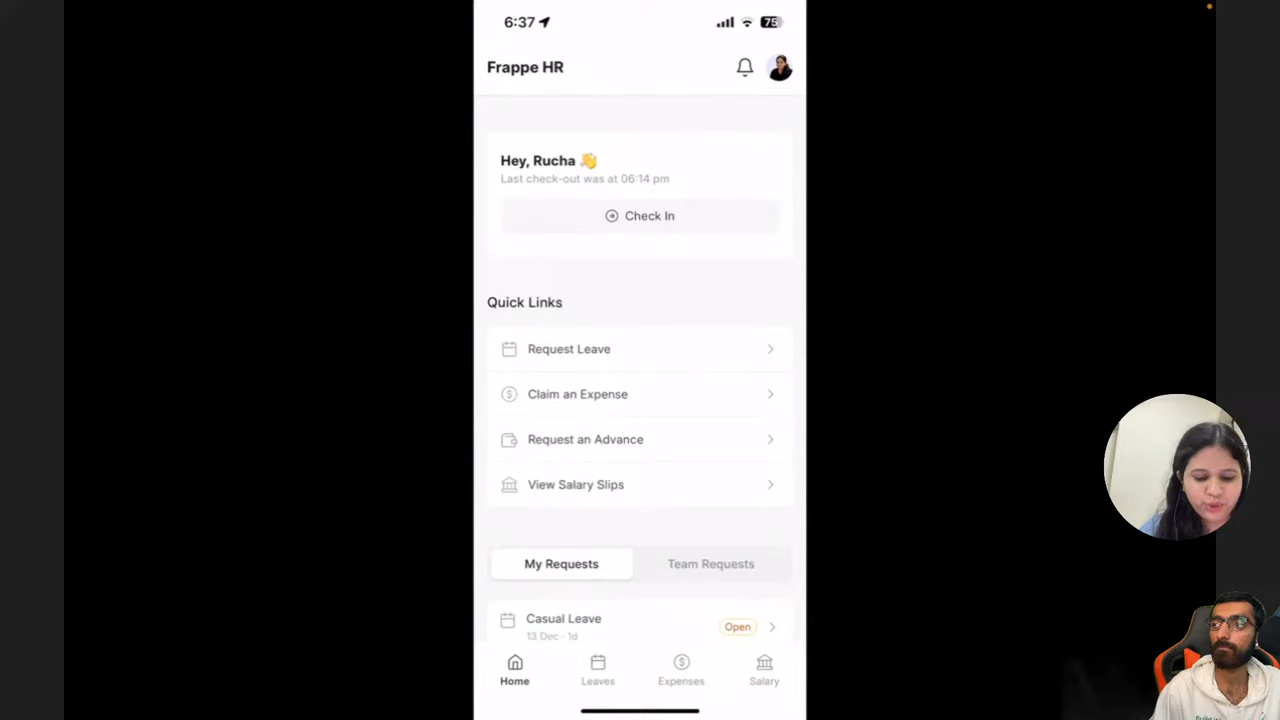 6:37
75
Frappe HR
Hey, Rucha 👋
Last check-out was at 06:14 pm
Check In
Quick Links
Request Leave
Claim an Expense
Request an Advance
View Salary Slips
My Requests
Team Requests
Casual Leave
Open
13 Dec · 1d
Home
Leaves
Expenses
Salary